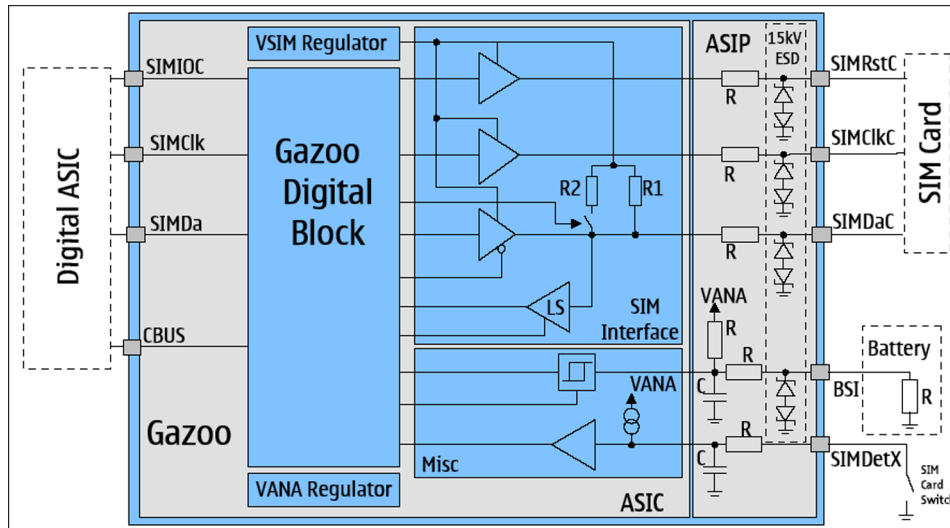 VSIM Regulator
ASIP
15kV
ESD
SIMIOC
SIMRstC
R
SIMClk
SIMClkC
R
Gazoo
Digital
Block
Digital ASIC
SIM Card
R2
R1
SIMDa
SIMDaC
R
LS
SIM
Interface
VANA
R
CBUS
Battery
R
VANA
C
BSI
R
Gazoo
R
Misc
C
SIMDetX
VANA Regulator
ASIC
SIM
Card
Switch